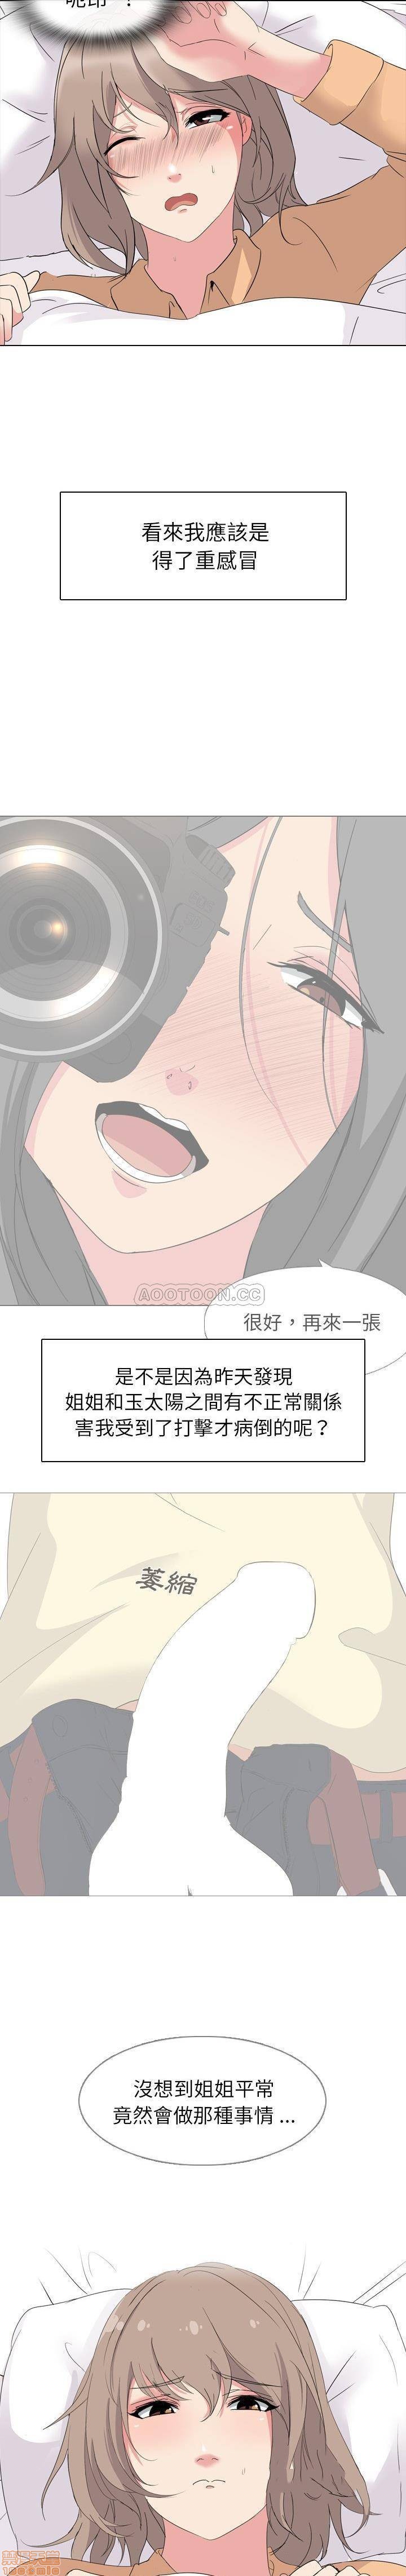 看來我應該是
得了重感冒
AOOTOON.CC
很好，再來一張
是不是因為昨天發現
姐姐和玉太陽之間有不正常關係
害我受到了打擊才病倒的呢？
萎縮
沒想到姐姐平常
竟然會做那種事情...